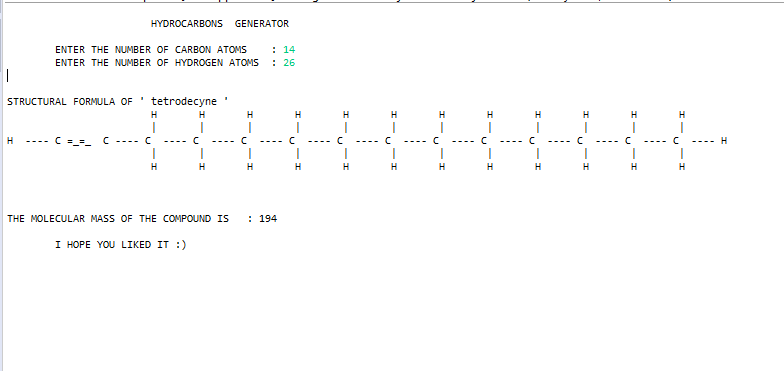 HYDROCARBONS GENERATOR
ENTER THE NUMBER OF CARBON ATOMS : 14
ENTER THE NUMBER OF HYDROGEN ATOMS : 26
STRUCTURAL FORMULA OF ' tetrodecyne '
H H H H H H H H H H H H
| | | | | | | | | | | |
H ---- C =_=_ C ---- C ---- C ---- C ---- C ---- C ---- C ---- C ---- C ---- C ---- C ---- C ---- C ---- H
| | | | | | | | | | | |
H H H H H H H H H H H H
THE MOLECULAR MASS OF THE COMPOUND IS : 194
I HOPE YOU LIKED IT :)